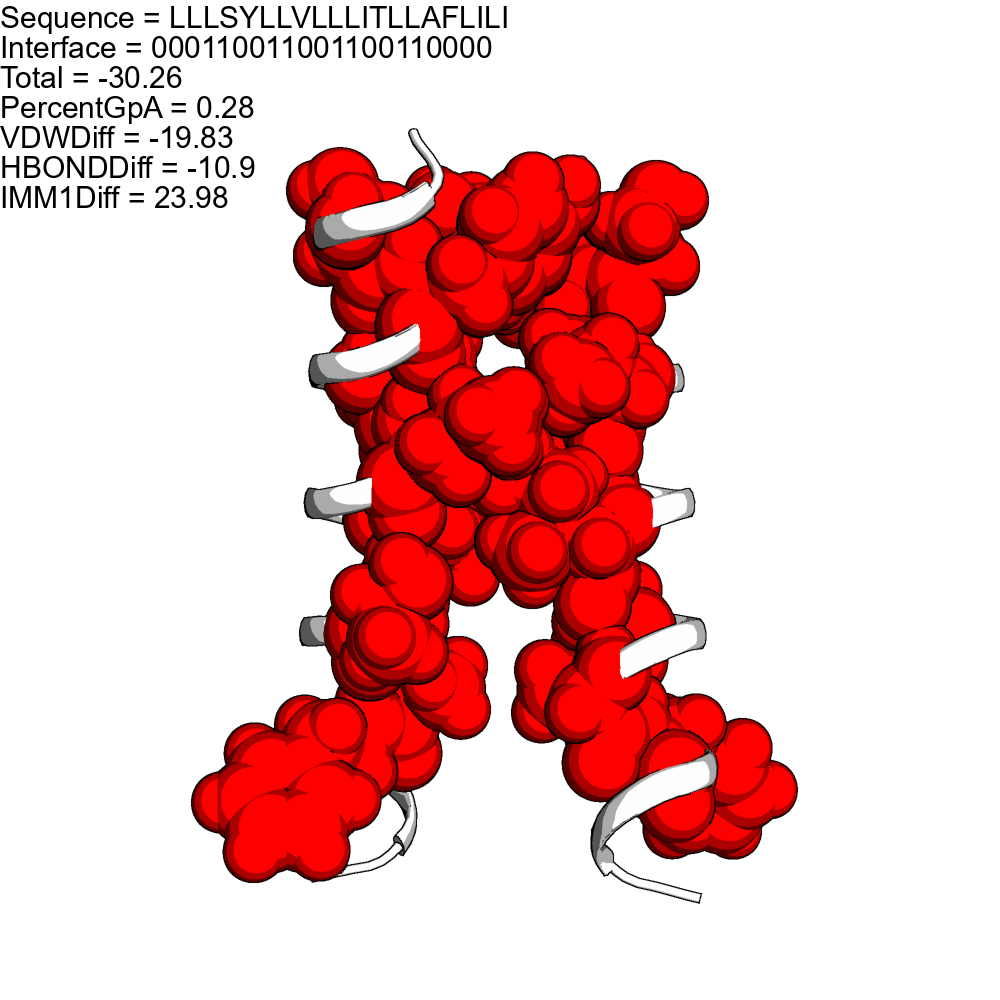 Sequence = LLLSYLLVLLLITLLAFLILI
Interface = 000110011001100110000
Total = -30.26
PercentGpA = 0.28
VDWDiff = -19.83
HBONDDiff = -10.9
IMM1Diff = 23.98